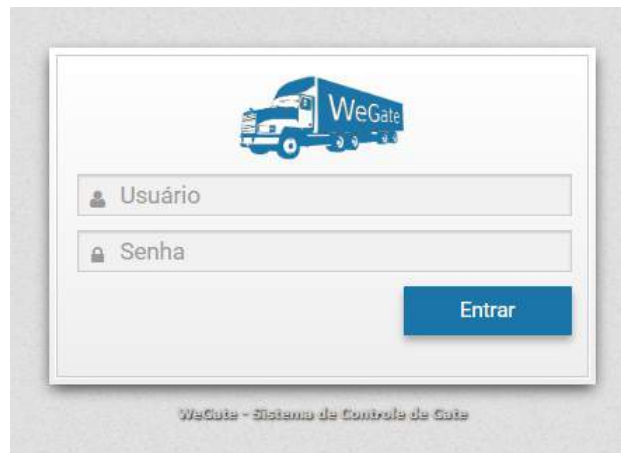 WeGate
Usuário
Senha
Entrar
WeGate - Sistema de Controle de Gate